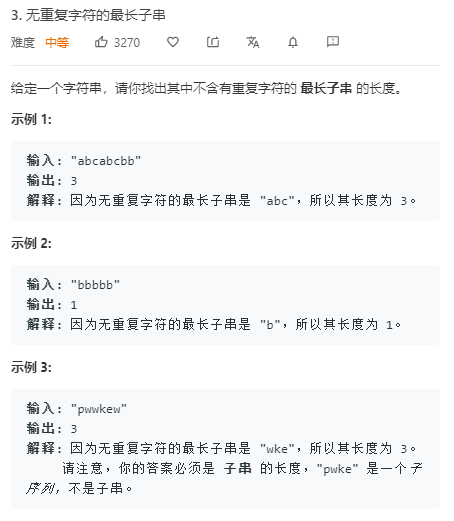 3. 无重复字符的最长子串
难度 中等 3270
给定一个字符串，请你找出其中不含有重复字符的 最长子串 的长度。
示例 1:
输入: "abcabcbb"
输出: 3
解释: 因为无重复字符的最长子串是 "abc"，所以其长度为 3。
示例 2:
输入: "bbbbb"
输出: 1
解释: 因为无重复字符的最长子串是 "b"，所以其长度为 1。
示例 3:
输入: "pwwkew"
输出: 3
解释: 因为无重复字符的最长子串是 "wke"，所以其长度为 3。
请注意，你的答案必须是 子串 的长度，"pwke" 是一个子
序列，不是子串。